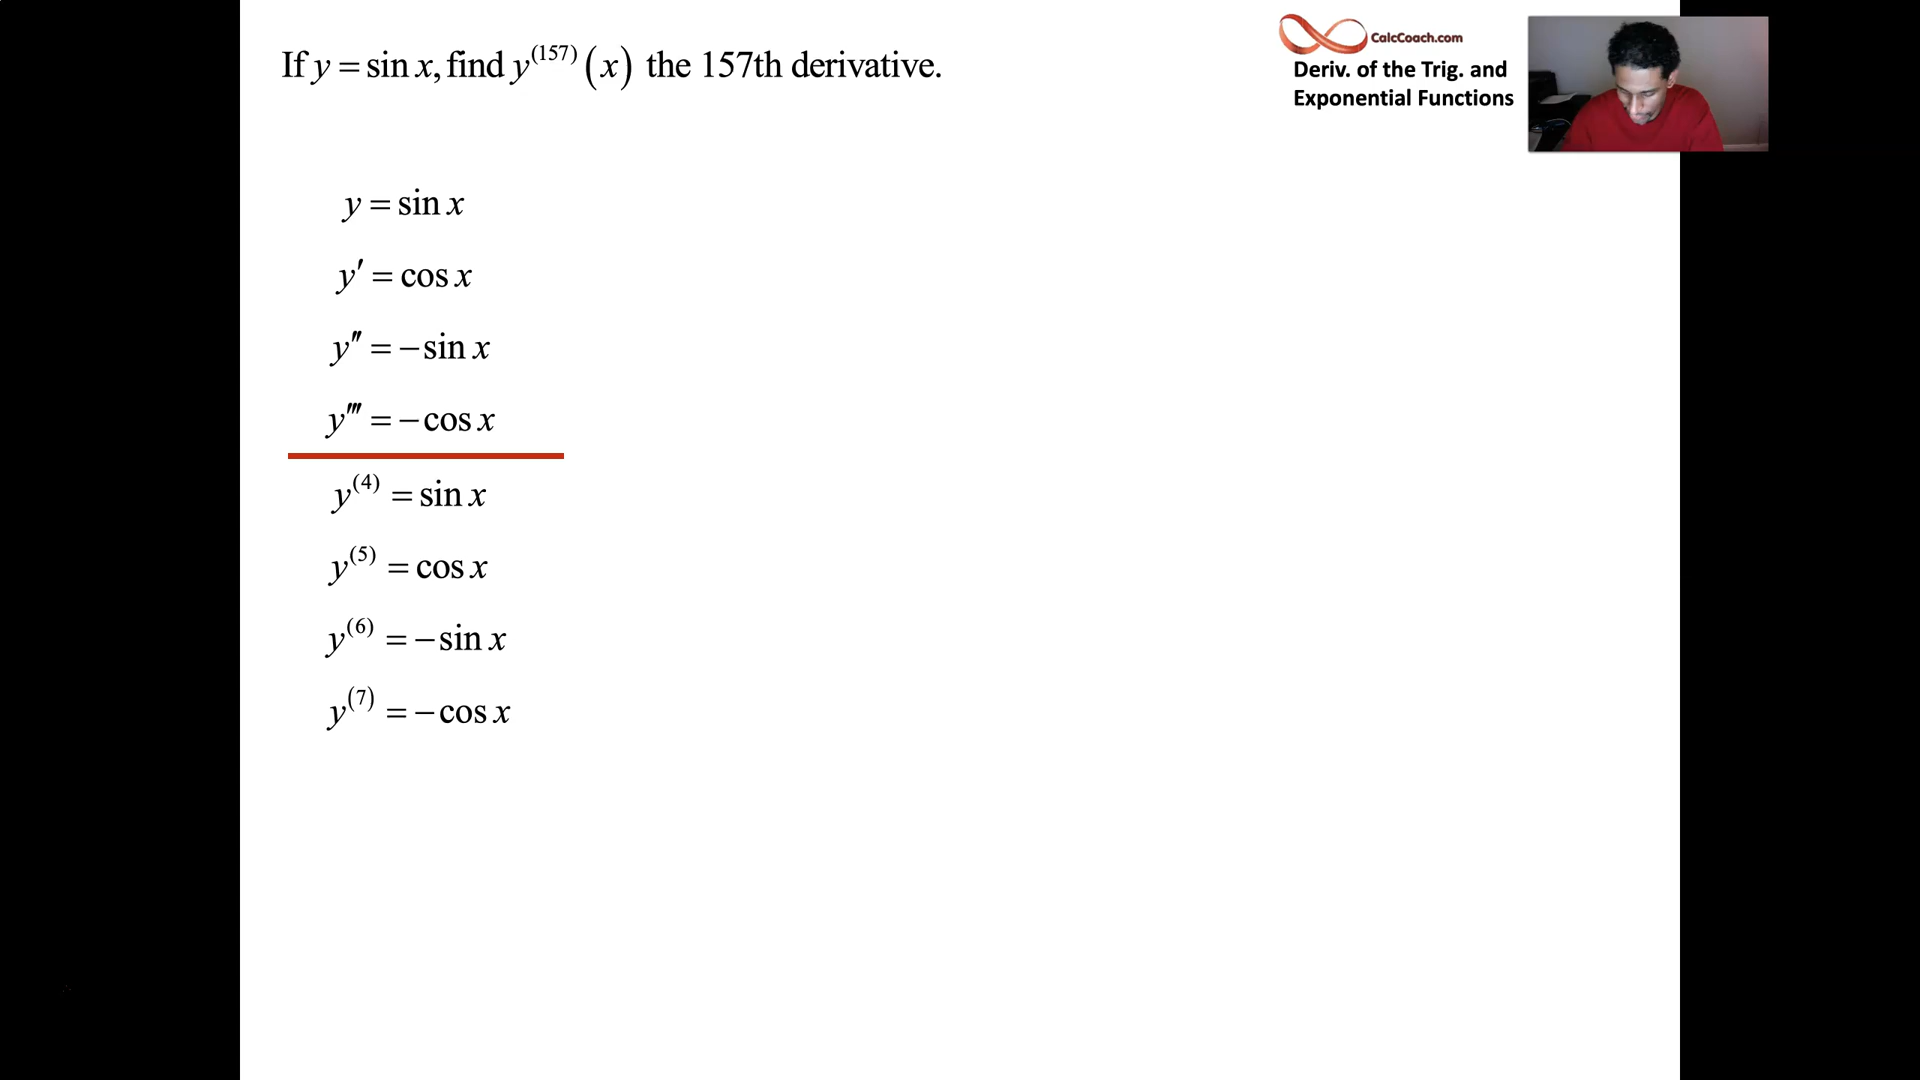 If y = sin x, find y⁽¹⁵⁷⁾(x) the 157th derivative.
CalcCoach.com
Deriv. of the Trig. and
Exponential Functions
y = sin x
y′ = cos x
y″ = −sin x
y‴ = −cos x
y⁽⁴⁾ = sin x
y⁽⁵⁾ = cos x
y⁽⁶⁾ = −sin x
y⁽⁷⁾ = −cos x